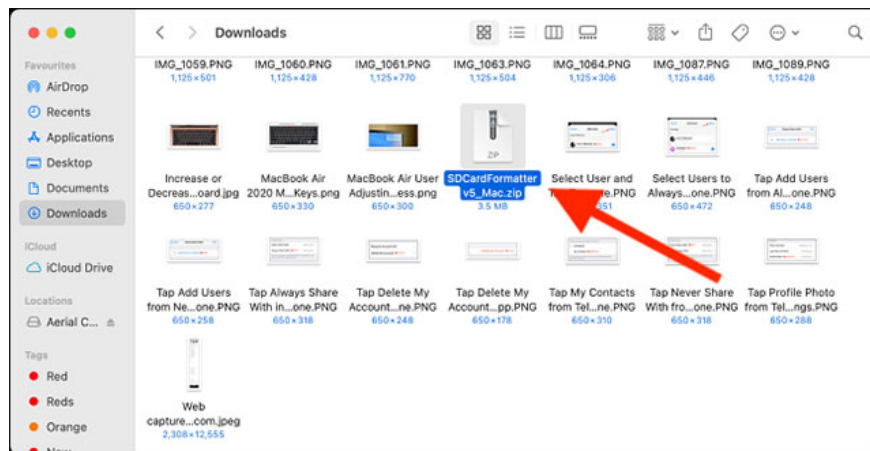 Downloads
Favourites
AirDrop
Recents
Applications
Desktop
Documents
Downloads
iCloud
iCloud Drive
Locations
Aerial C...
Tags
Red
Reds
Orange
IMG_1059.PNG IMG_1060.PNG IMG_1061.PNG IMG_1063.PNG IMG_1064.PNG IMG_1087.PNG IMG_1089.PNG
1,125×501 1,125×428 1,125×770 1,125×504 1,125×306 1,125×446 1,125×428
ZIP
Increase or MacBook Air MacBook Air User SDCardFormatter Select User and Select Users to Tap Add Users
Decreas...oard.jpg 2020 M...Keys.png Adjustin...ess.png v5_Mac.zip Always...one.PNG from Al...one.PNG
650×277 650×330 650×300 3.5 MB 650×472 650×248
Tap Add Users Tap Always Share Tap Delete My Tap Delete My Tap My Contacts Tap Never Share Tap Profile Photo
from Ne...one.PNG With in...one.PNG Account...ne.PNG Account...pp.PNG from Tel...ne.PNG With fro...one.PNG from Tel...ngs.PNG
650×258 650×318 650×248 650×178 650×310 650×318 650×288
Web
capture...com.jpeg
2,308×12,555